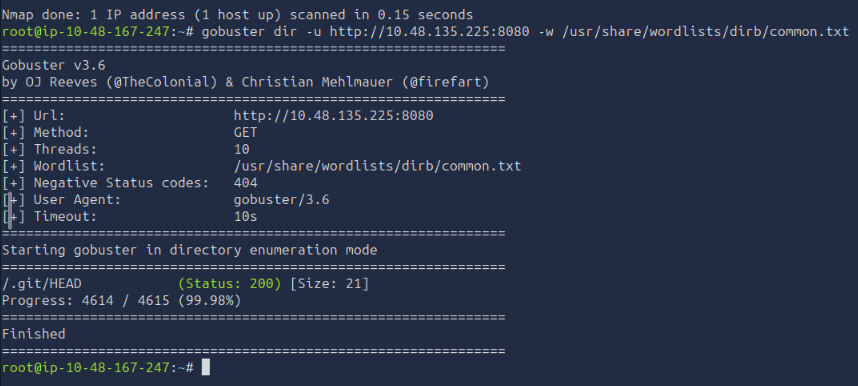 Nmap done: 1 IP address (1 host up) scanned in 0.15 seconds
root@ip-10-48-167-247:~# gobuster dir -u http://10.48.135.225:8080 -w /usr/share/wordlists/dirb/common.txt
===============================================================
Gobuster v3.6
by OJ Reeves (@TheColonial) & Christian Mehlmauer (@firefart)
===============================================================
[+] Url:                     http://10.48.135.225:8080
[+] Method:                  GET
[+] Threads:                 10
[+] Wordlist:                /usr/share/wordlists/dirb/common.txt
[+] Negative Status codes:   404
[+] User Agent:              gobuster/3.6
[+] Timeout:                 10s
===============================================================
Starting gobuster in directory enumeration mode
===============================================================
/.git/HEAD            (Status: 200) [Size: 21]
Progress: 4614 / 4615 (99.98%)
===============================================================
Finished
===============================================================
root@ip-10-48-167-247:~#